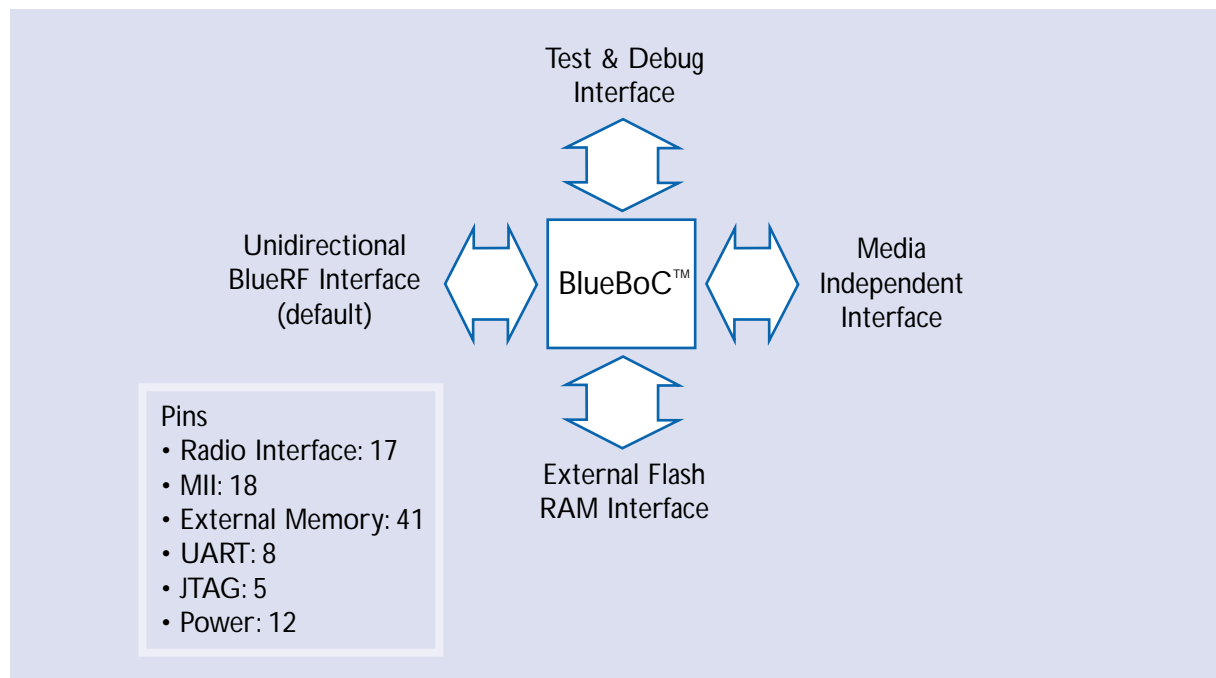 Test & Debug
Interface
Unidirectional
BlueRF Interface
(default)
BlueBoC™
Media
Independent
Interface
External Flash
RAM Interface
Pins
• Radio Interface: 17
• MII: 18
• External Memory: 41
• UART: 8
• JTAG: 5
• Power: 12